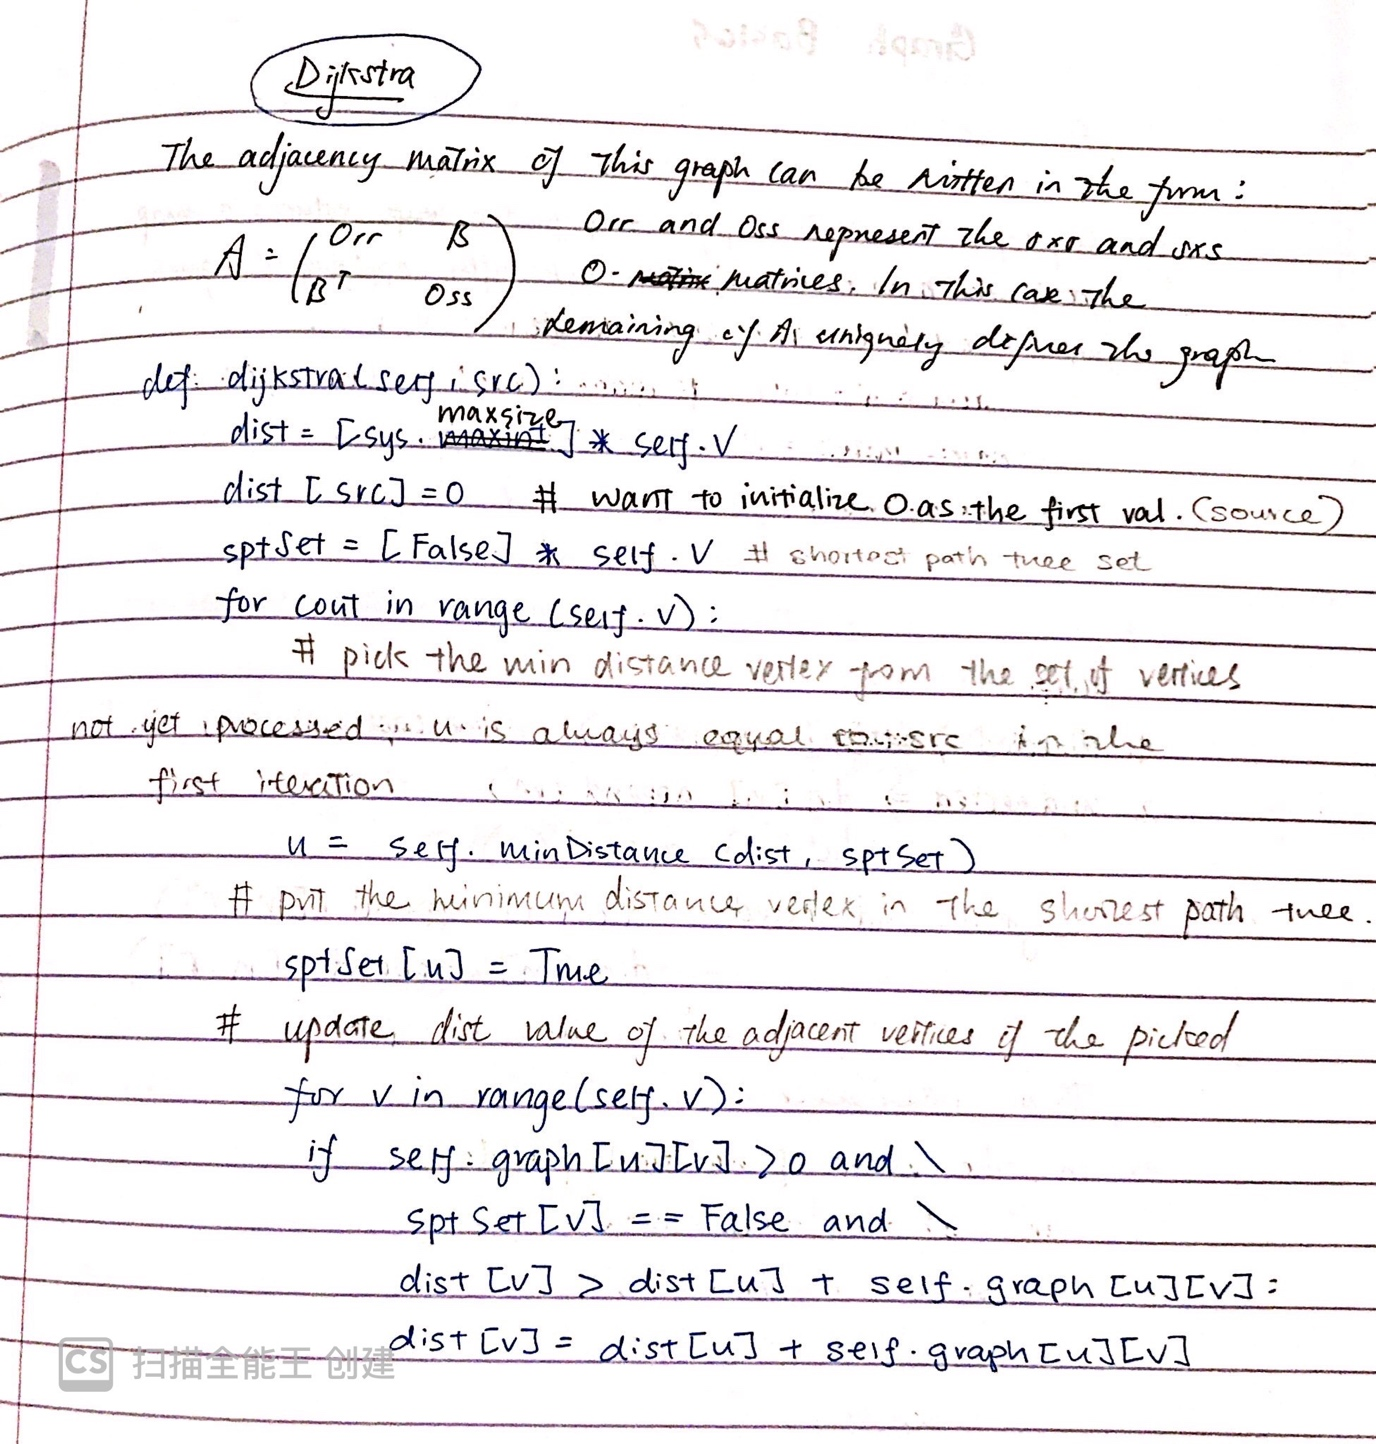 Dijkstra
The adjacency matrix of this graph can be written in the form:
A = ( Orr B Orr and Oss represent the rxr and sxs
BT Oss ) O- matrix matrices. In this case the
remaining of A uniquely defines the graph
def dijkstra(self, src):
maxsize
dist = [sys. maxint ] * self.V
dist [src] = 0 # want to initialize 0 as the first val. (source)
sptSet = [False] * self.V # shortest path tree set
for cout in range (self.V):
# pick the min distance vertex from the set of vertices
not yet processed u is always equal to src in the
first iteration
u = self. minDistance (dist, sptSet)
# put the minimum distance vertex in the shortest path tree.
sptSet [u] = True
# update dist value of the adjacent vertices of the picked
for v in range(self.V):
if self.graph[u][v] >0 and \
sptSet[v] == False and \
dist [v] > dist[u] + self.graph[u][v]:
dist [v] = dist[u] + self.graph[u][v]
CS 扫描全能王 创建